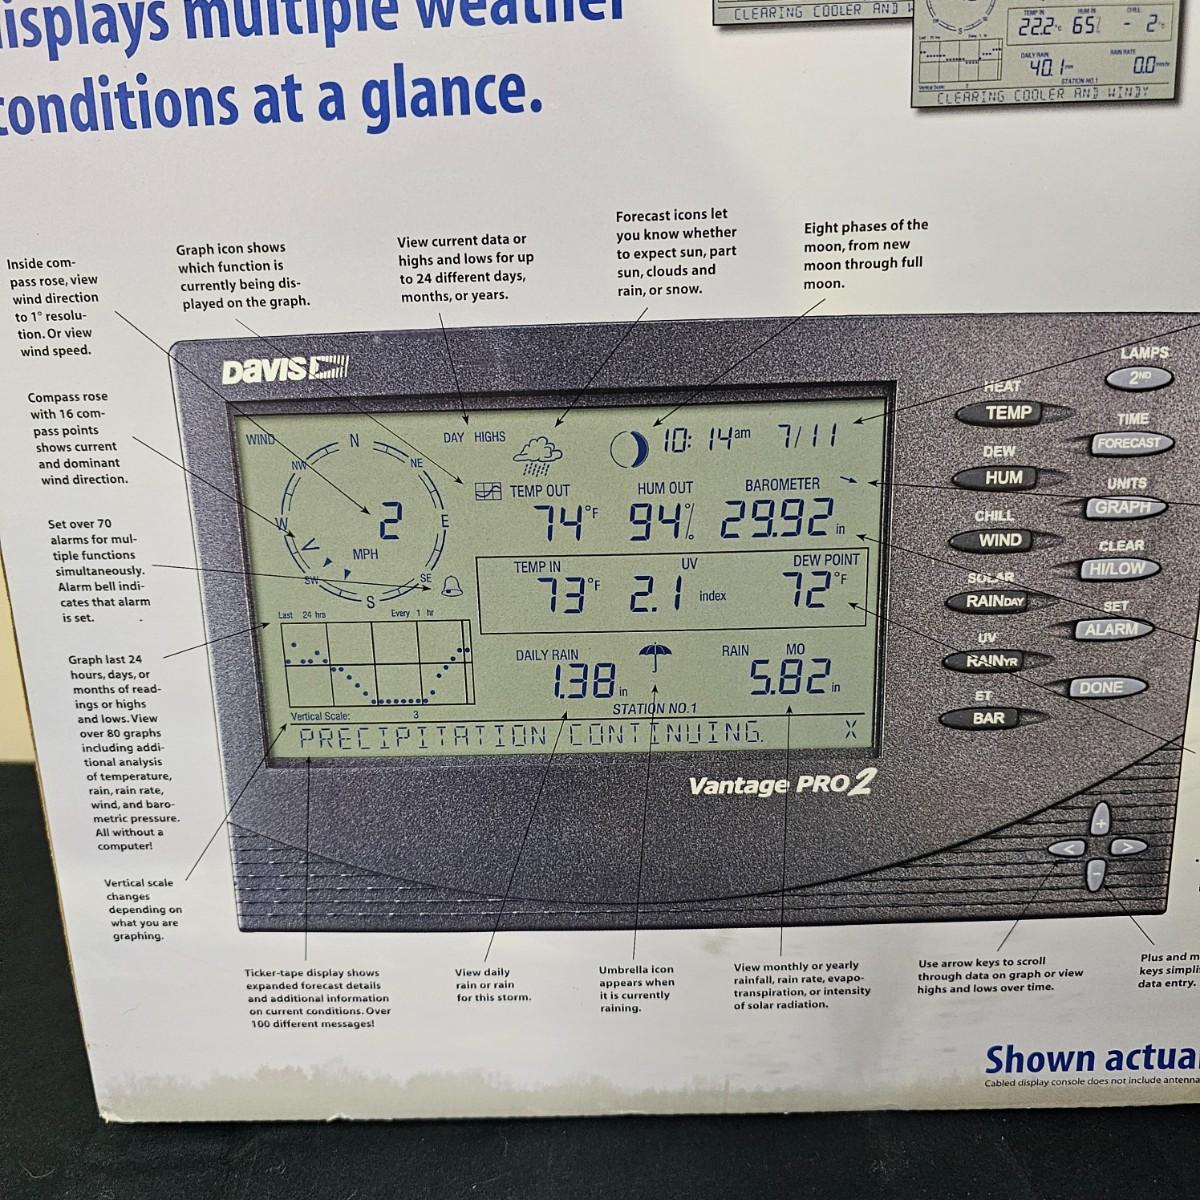 displays multiple weather
conditions at a glance.
CLEARING COOLER AND W
TEMP IN HUM IN CHILL
22.2°C 65% - 2°C
DAILY RAIN RAIN RATE
40.1mm 0.0mm/hr
STATION NO.1
Vertical Scale:
CLEARING COOLER AND WINDY
Inside com-
pass rose, view
wind direction
to 1° resolu-
tion. Or view
wind speed.
Graph icon shows
which function is
currently being dis-
played on the graph.
View current data or
highs and lows for up
to 24 different days,
months, or years.
Forecast icons let
you know whether
to expect sun, part
sun, clouds and
rain, or snow.
Eight phases of the
moon, from new
moon through full
moon.
Compass rose
with 16 com-
pass points
shows current
and dominant
wind direction.
Set over 70
alarms for mul-
tiple functions
simultaneously.
Alarm bell indi-
cates that alarm
is set.
Graph last 24
hours, days, or
months of read-
ings or highs
and lows. View
over 80 graphs
including addi-
tional analysis
of temperature,
rain, rain rate,
wind, and baro-
metric pressure.
All without a
computer!
Vertical scale
changes
depending on
what you are
graphing.
DAVIS
WIND
N
NW NE
W E
SW SE
S
2
MPH
DAY HIGHS
10:14am 7/11
TEMP OUT HUM OUT BAROMETER
74°F 94% 29.92 in
TEMP IN UV DEW POINT
73°F 2.1 index 72°F
Last 24 hrs Every 1 hr
DAILY RAIN RAIN MO
1.38 in 5.82 in
STATION NO.1
Vertical Scale: 3
PRECIPITATION CONTINUING. X
Vantage PRO2
HEAT
TEMP
DEW
HUM
CHILL
WIND
SOLAR
RAINDAY
UV
RAINYR
ET
BAR
LAMPS
2ND
TIME
FORECAST
UNITS
GRAPH
CLEAR
HI/LOW
SET
ALARM
DONE
+
< >
-
Ticker-tape display shows
expanded forecast details
and additional information
on current conditions. Over
100 different messages!
View daily
rain or rain
for this storm.
Umbrella icon
appears when
it is currently
raining.
View monthly or yearly
rainfall, rain rate, evapo-
transpiration, or intensity
of solar radiation.
Use arrow keys to scroll
through data on graph or view
highs and lows over time.
Plus and m
keys simpli
data entry.
Shown actua
Cabled display console does not include antenna